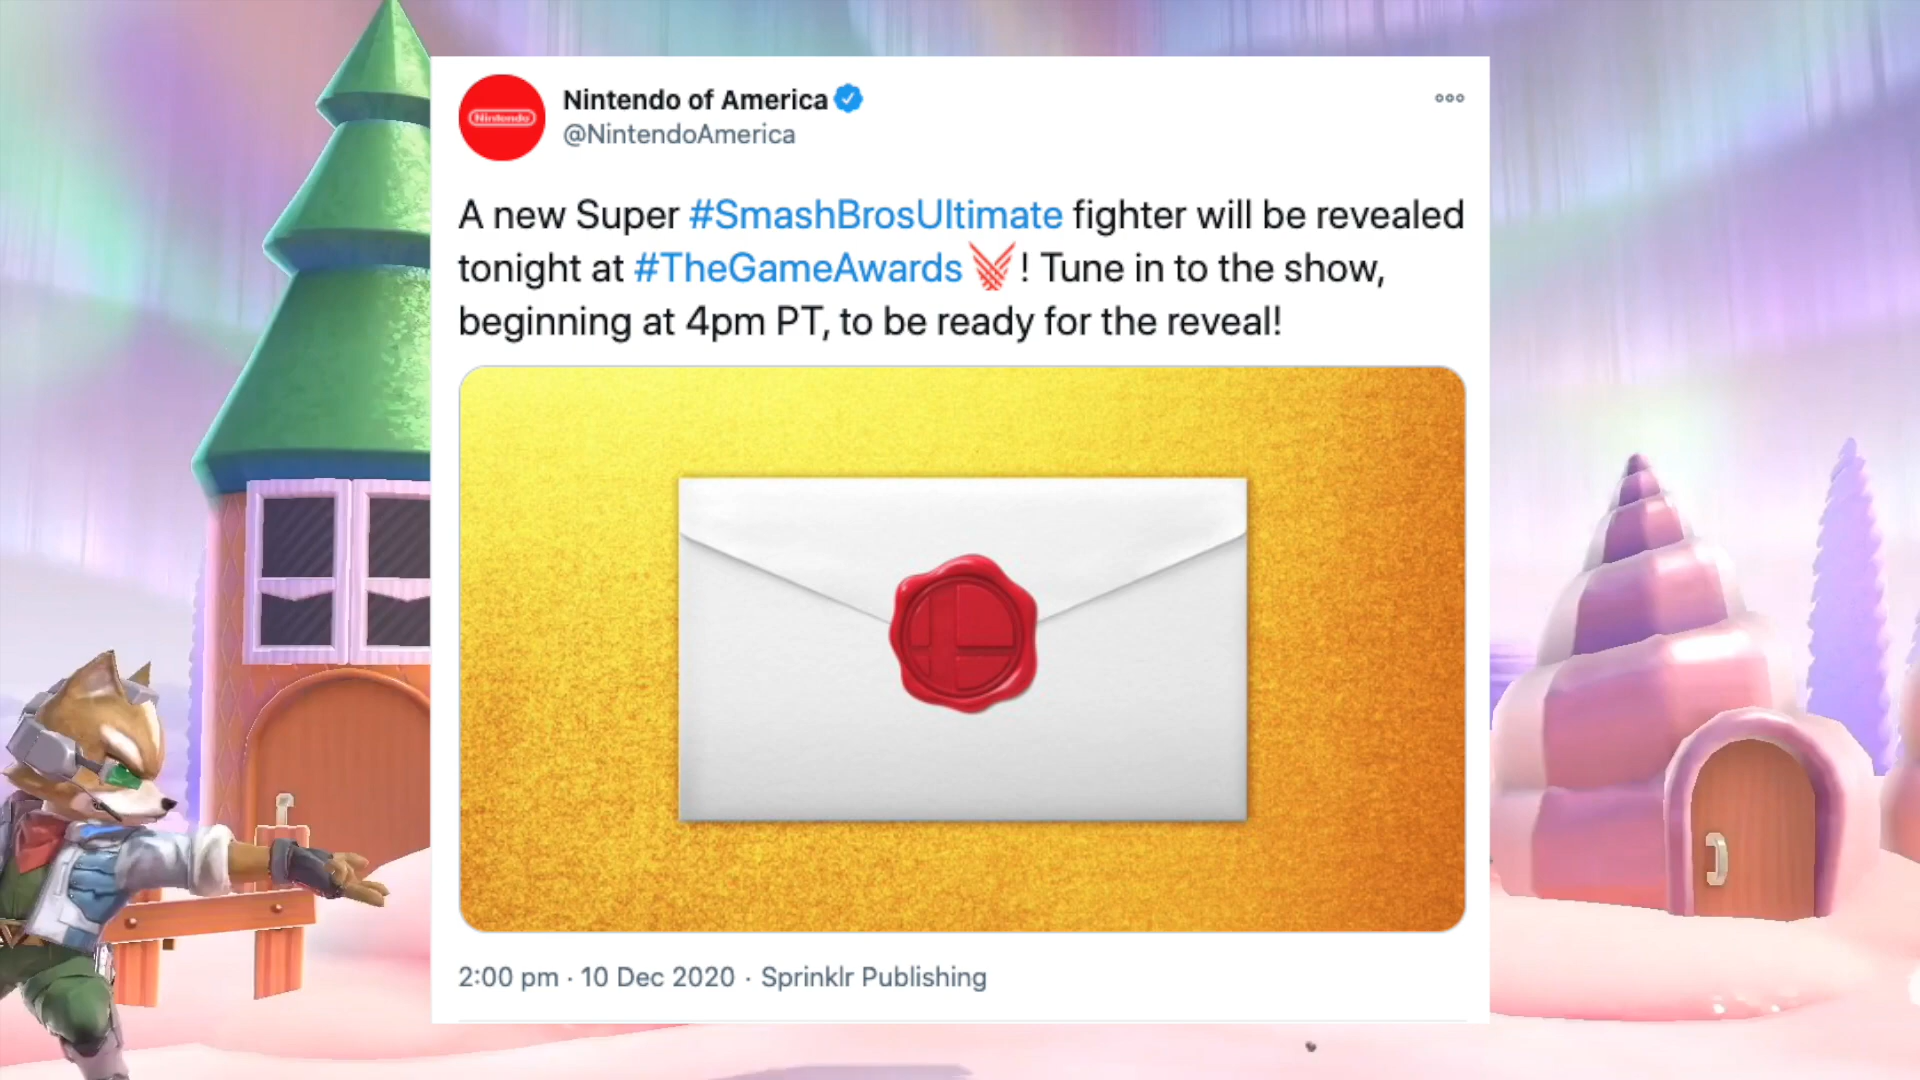 Nintendo
Nintendo of America
@NintendoAmerica
A new Super #SmashBrosUltimate fighter will be revealed
tonight at #TheGameAwards ! Tune in to the show,
beginning at 4pm PT, to be ready for the reveal!
2:00 pm · 10 Dec 2020 · Sprinklr Publishing